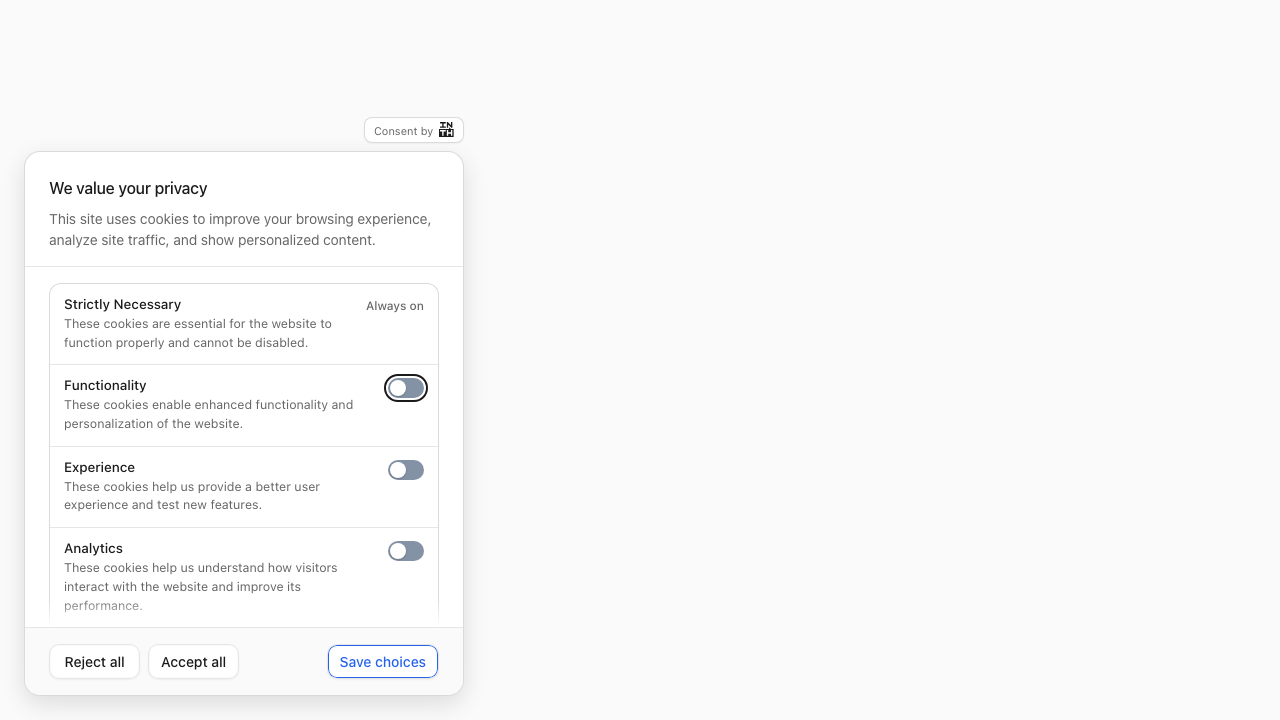 Consent by INTH
We value your privacy
This site uses cookies to improve your browsing experience,
analyze site traffic, and show personalized content.
Strictly Necessary
Always on
These cookies are essential for the website to
function properly and cannot be disabled.
Functionality
These cookies enable enhanced functionality and
personalization of the website.
Experience
These cookies help us provide a better user
experience and test new features.
Analytics
These cookies help us understand how visitors
interact with the website and improve its
performance.
Reject all
Accept all
Save choices